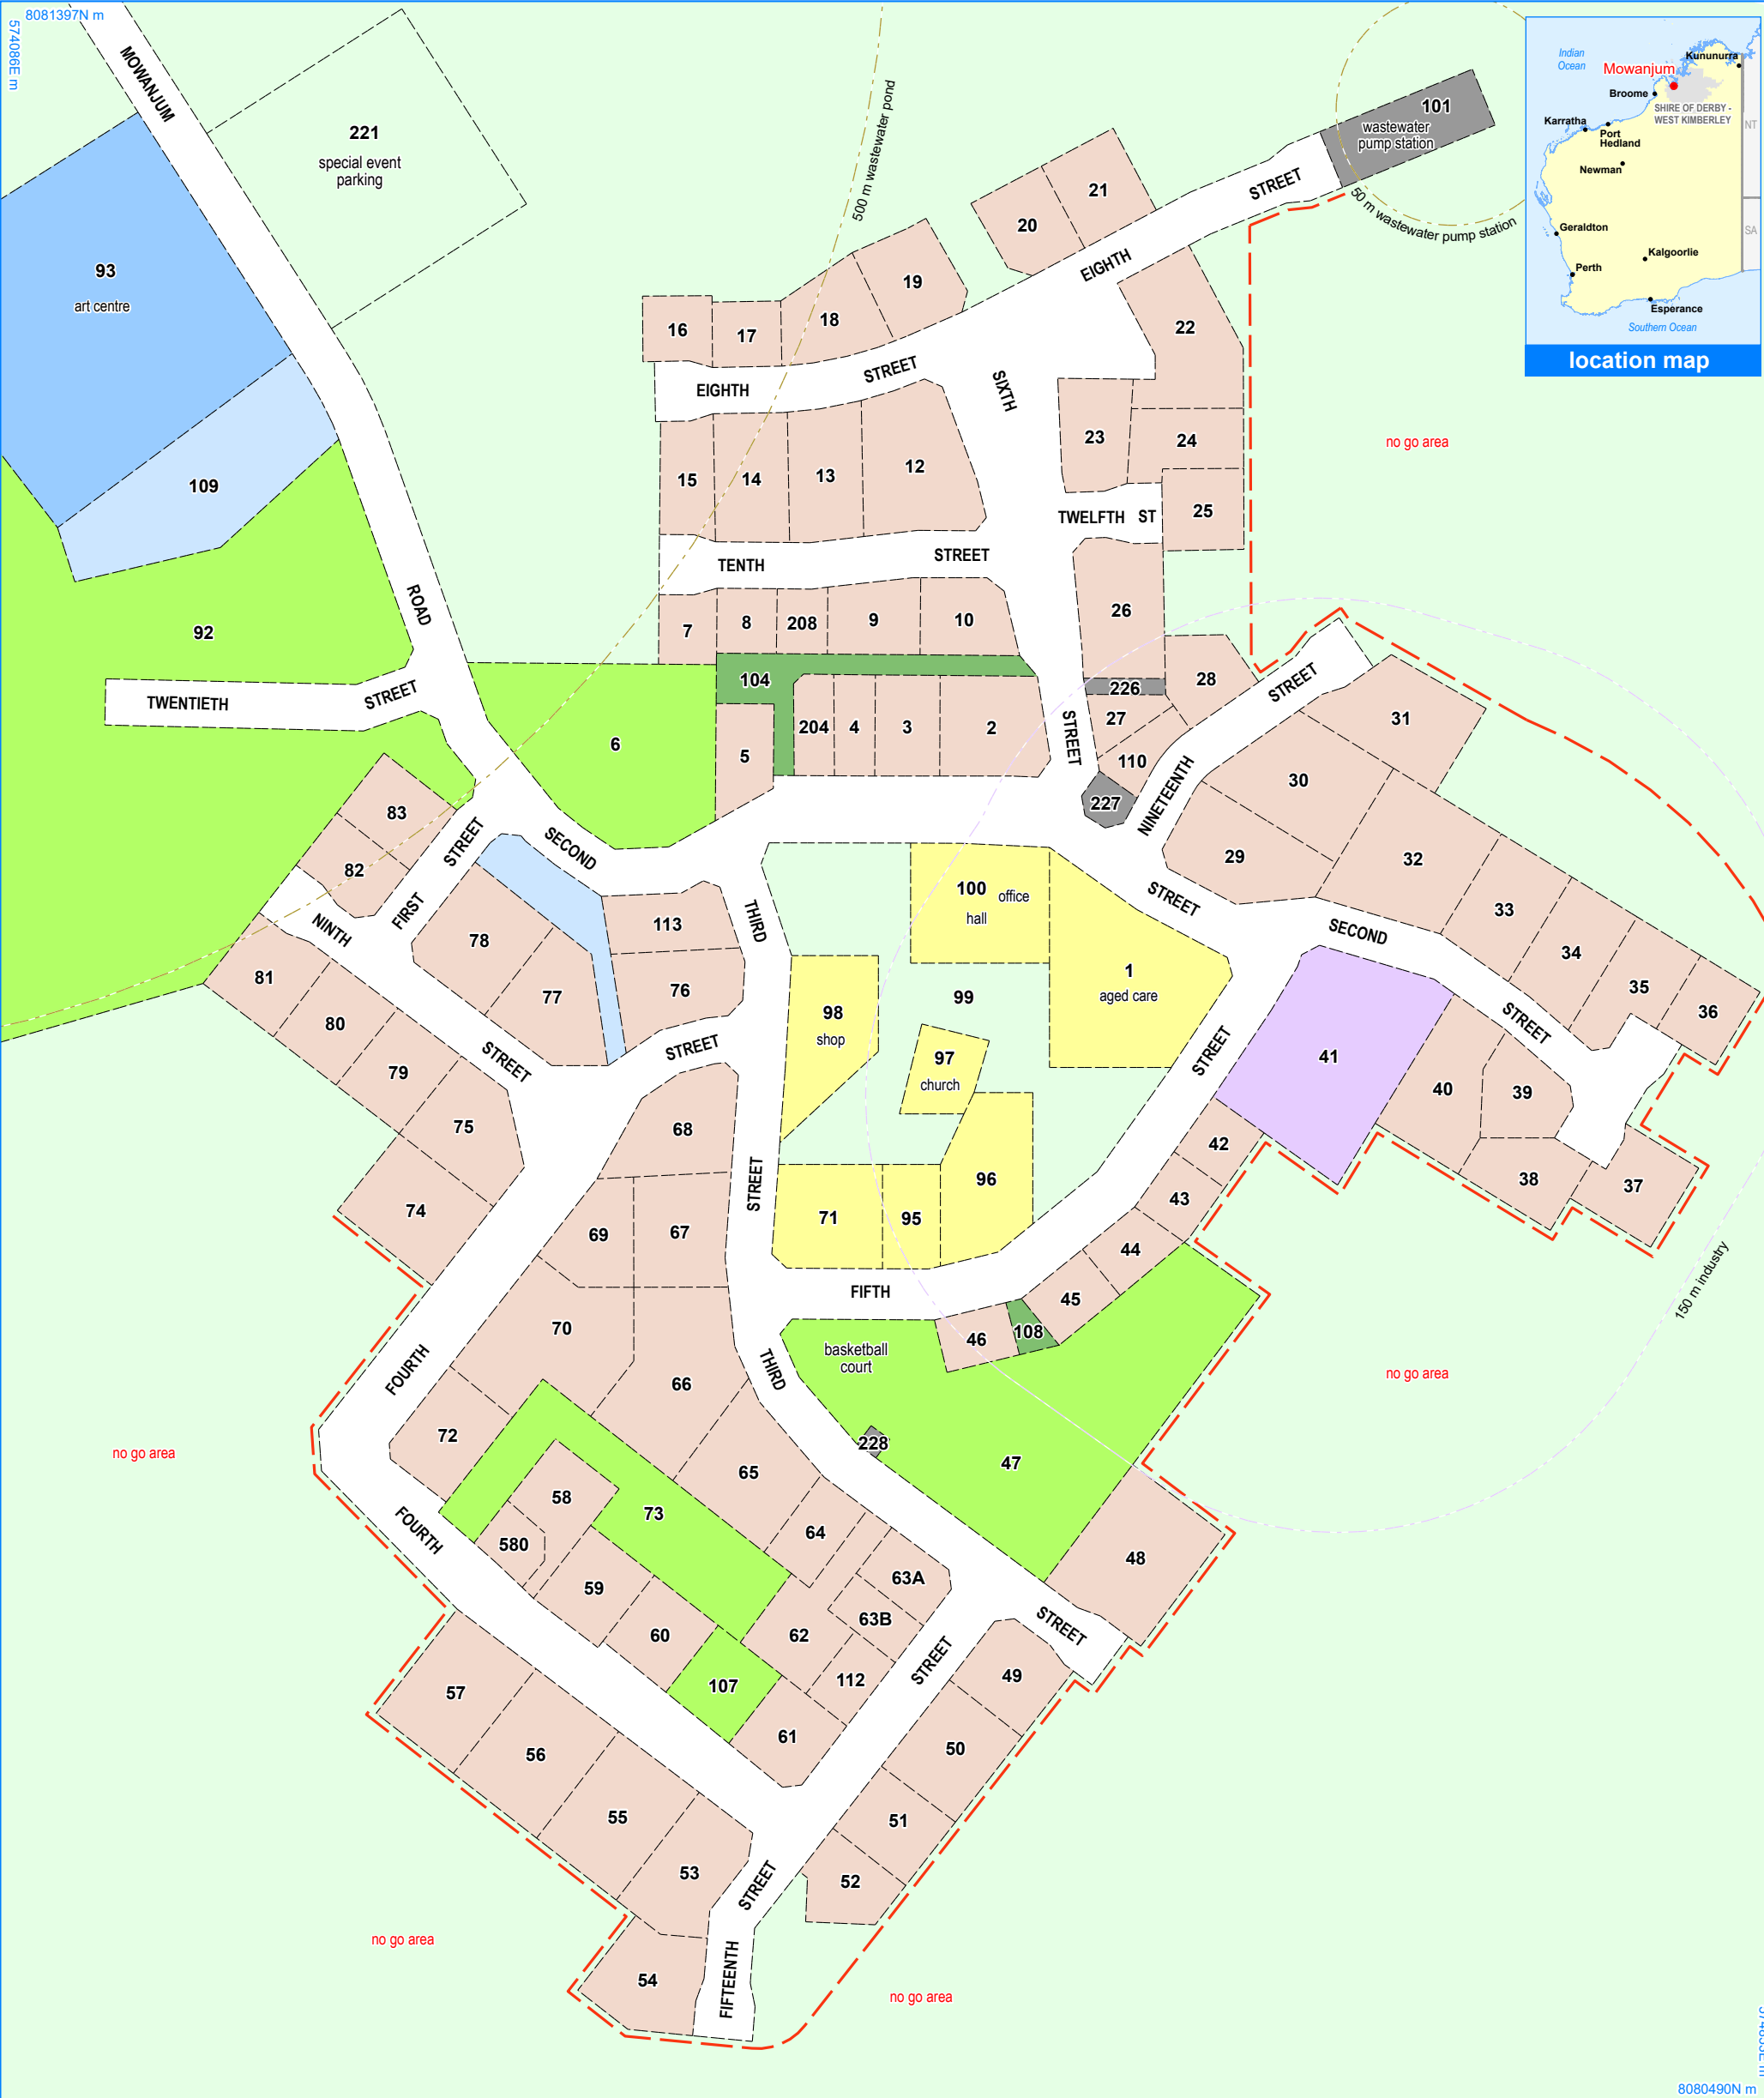 8081397N m
574086E m
MOWANJUM
221
special event
parking
500 m wastewater pond
101
wastewater
pump station
50 m wastewater pump station
Indian
Ocean
Kununurra
Mowanjum
Broome
SHIRE OF DERBY -
WEST KIMBERLEY
NT
Karratha
Port
Hedland
Newman
SA
Geraldton
Kalgoorlie
Perth
Esperance
Southern Ocean
location map
93
art centre
109
20
21
STREET
EIGHTH
19
18
17
16
22
EIGHTH
STREET
SIXTH
23
24
no go area
15
14
13
12
25
TWELFTH ST
TENTH
STREET
ROAD
92
7
8
208
9
10
26
TWENTIETH
STREET
104
226
28
STREET
6
5
204
4
3
2
STREET
27
110
31
30
227
NINETEENTH
83
82
STREET
SECOND
29
32
FIRST
NINTH
113
THIRD
100
office
hall
STREET
SECOND
33
34
35
36
78
77
76
81
80
79
75
74
STREET
STREET
98
shop
99
1
aged care
97
church
STREET
41
STREET
40
39
38
37
68
STREET
71
95
96
42
43
44
45
69
67
FIFTH
46
108
150 m industry
70
basketball
court
THIRD
66
no go area
FOURTH
72
no go area
228
47
65
58
73
64
580
FOURTH
59
63A
48
63B
60
62
STREET
107
112
STREET
49
57
61
50
56
55
51
53
52
STREET
no go area
54
FIFTEENTH
no go area
8080490N m